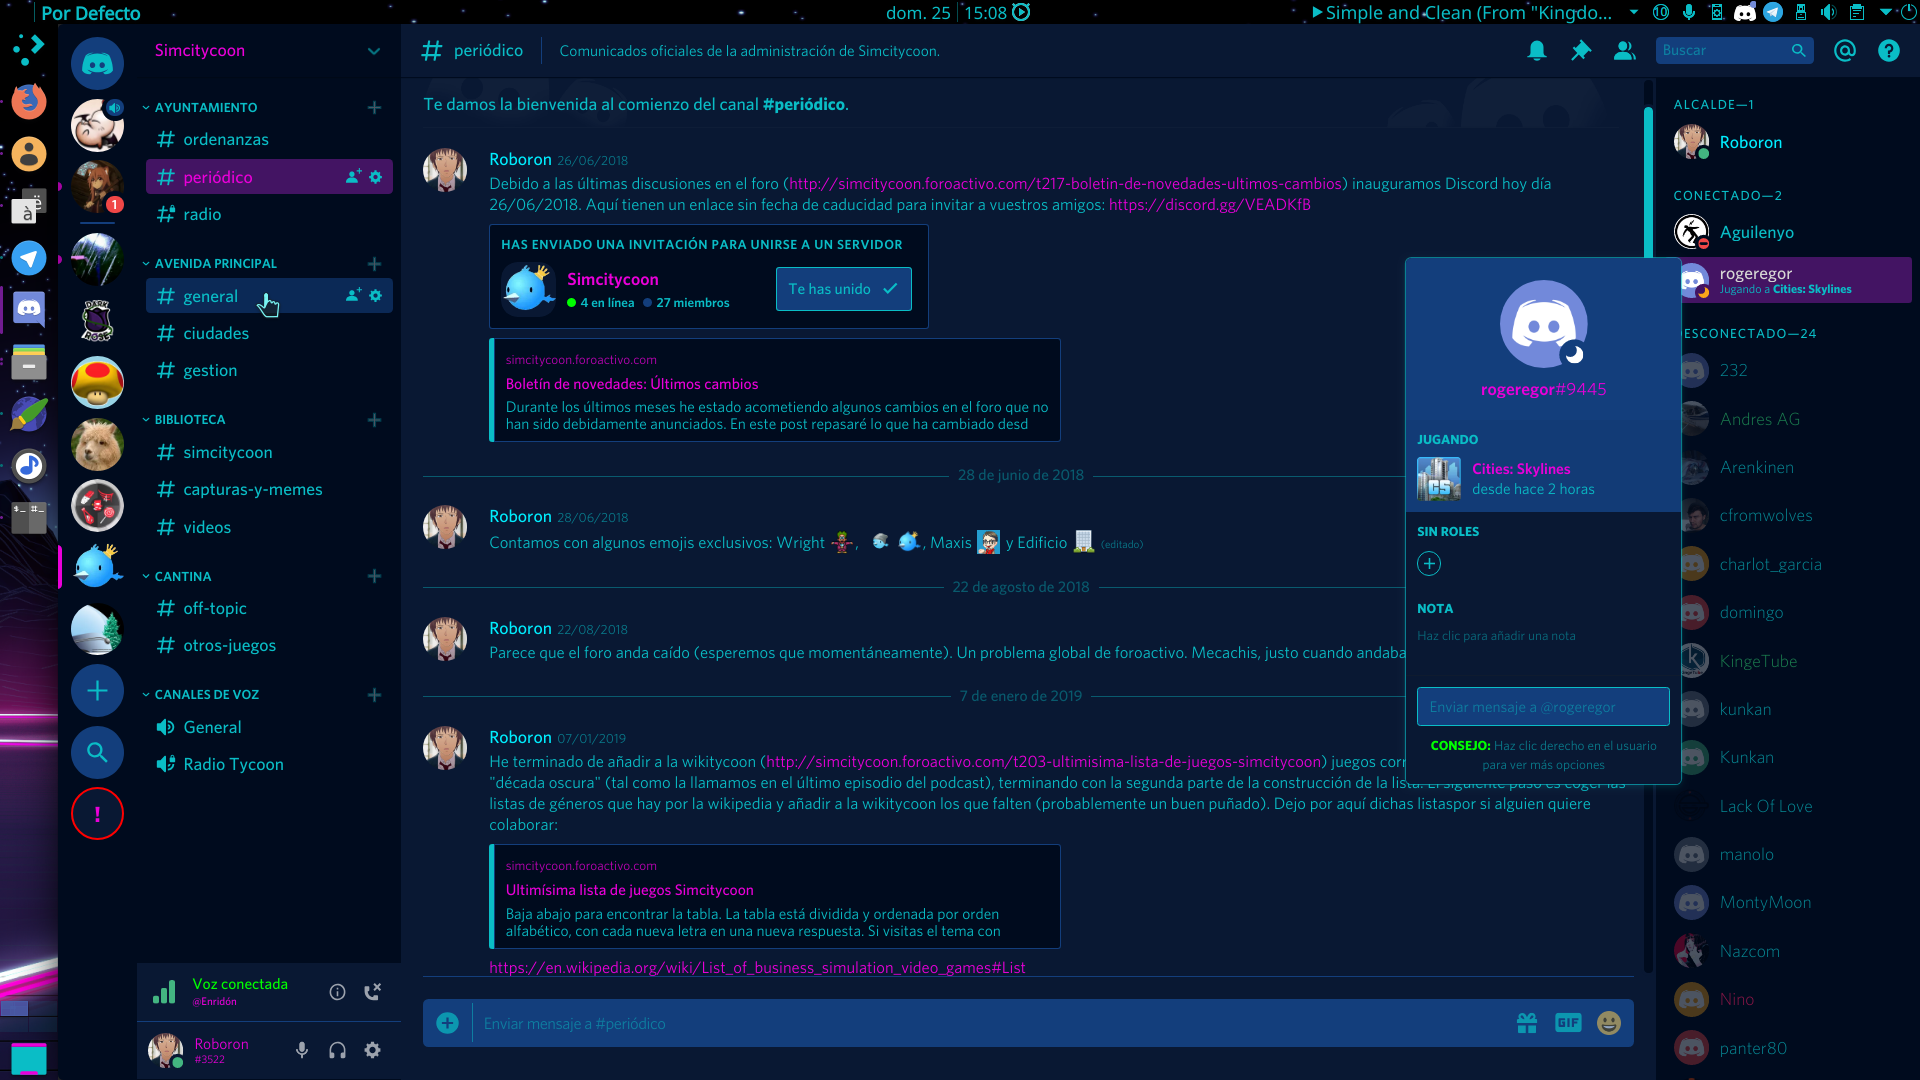 Por Defecto
dom. 25 15:08
Simple and Clean (From "Kingdo...
10
Simcitycoon
AYUNTAMIENTO
# ordenanzas
# periódico
# radio
AVENIDA PRINCIPAL
# general
# ciudades
# gestion
BIBLIOTECA
# simcitycoon
# capturas-y-memes
# videos
CANTINA
# off-topic
# otros-juegos
CANALES DE VOZ
General
Radio Tycoon
1
DARK
ROSE
!
Voz conectada
@Enridón
Roboron
#3522
# periódico
Comunicados oficiales de la administración de Simcitycoon.
Buscar
Te damos la bienvenida al comienzo del canal #periódico.
Roboron 26/06/2018
Debido a las últimas discusiones en el foro (http://simcitycoon.foroactivo.com/t217-boletin-de-novedades-ultimos-cambios) inauguramos Discord hoy día
26/06/2018. Aquí tienen un enlace sin fecha de caducidad para invitar a vuestros amigos: https://discord.gg/VEADKfB
HAS ENVIADO UNA INVITACIÓN PARA UNIRSE A UN SERVIDOR
Simcitycoon
4 en línea 27 miembros
Te has unido
simcitycoon.foroactivo.com
Boletín de novedades: Últimos cambios
Durante los últimos meses he estado acometiendo algunos cambios en el foro que no
han sido debidamente anunciados. En este post repasaré lo que ha cambiado desd
28 de junio de 2018
Roboron 28/06/2018
Contamos con algunos emojis exclusivos: Wright , , Maxis y Edificio (editado)
22 de agosto de 2018
Roboron 22/08/2018
Parece que el foro anda caído (esperemos que momentáneamente). Un problema global de foroactivo. Mecachis, justo cuando andaba
7 de enero de 2019
Roboron 07/01/2019
He terminado de añadir a la wikitycoon (http://simcitycoon.foroactivo.com/t203-ultimisima-lista-de-juegos-simcitycoon) juegos corr
"década oscura" (tal como la llamamos en el último episodio del podcast), terminando con la segunda parte de la construcción de la lista. El siguiente paso es coger las
listas de géneros que hay por la wikipedia y añadir a la wikitycoon los que falten (probablemente un buen puñado). Dejo por aquí dichas listaspor si alguien quiere
colaborar:
simcitycoon.foroactivo.com
Ultimísima lista de juegos Simcitycoon
Baja abajo para encontrar la tabla. La tabla está dividida y ordenada por orden
alfabético, con cada nueva letra en una nueva respuesta. Si visitas el tema con
https://en.wikipedia.org/wiki/List_of_business_simulation_video_games#List
Enviar mensaje a #periódico
GIF
rogeregor#9445
JUGANDO
CS
Cities: Skylines
desde hace 2 horas
SIN ROLES
NOTA
Haz clic para añadir una nota
Enviar mensaje a @rogeregor
CONSEJO: Haz clic derecho en el usuario
para ver más opciones
ALCALDE—1
Roboron
CONECTADO—2
Aguilenyo
rogeregor
Jugando a Cities: Skylines
ESCONECTADO—24
232
Andres AG
Arenkinen
cfromwolves
charlot_garcia
domingo
KingeTube
kunkan
Kunkan
Lack Of Love
manolo
MontyMoon
Nazcom
Nino
panter80